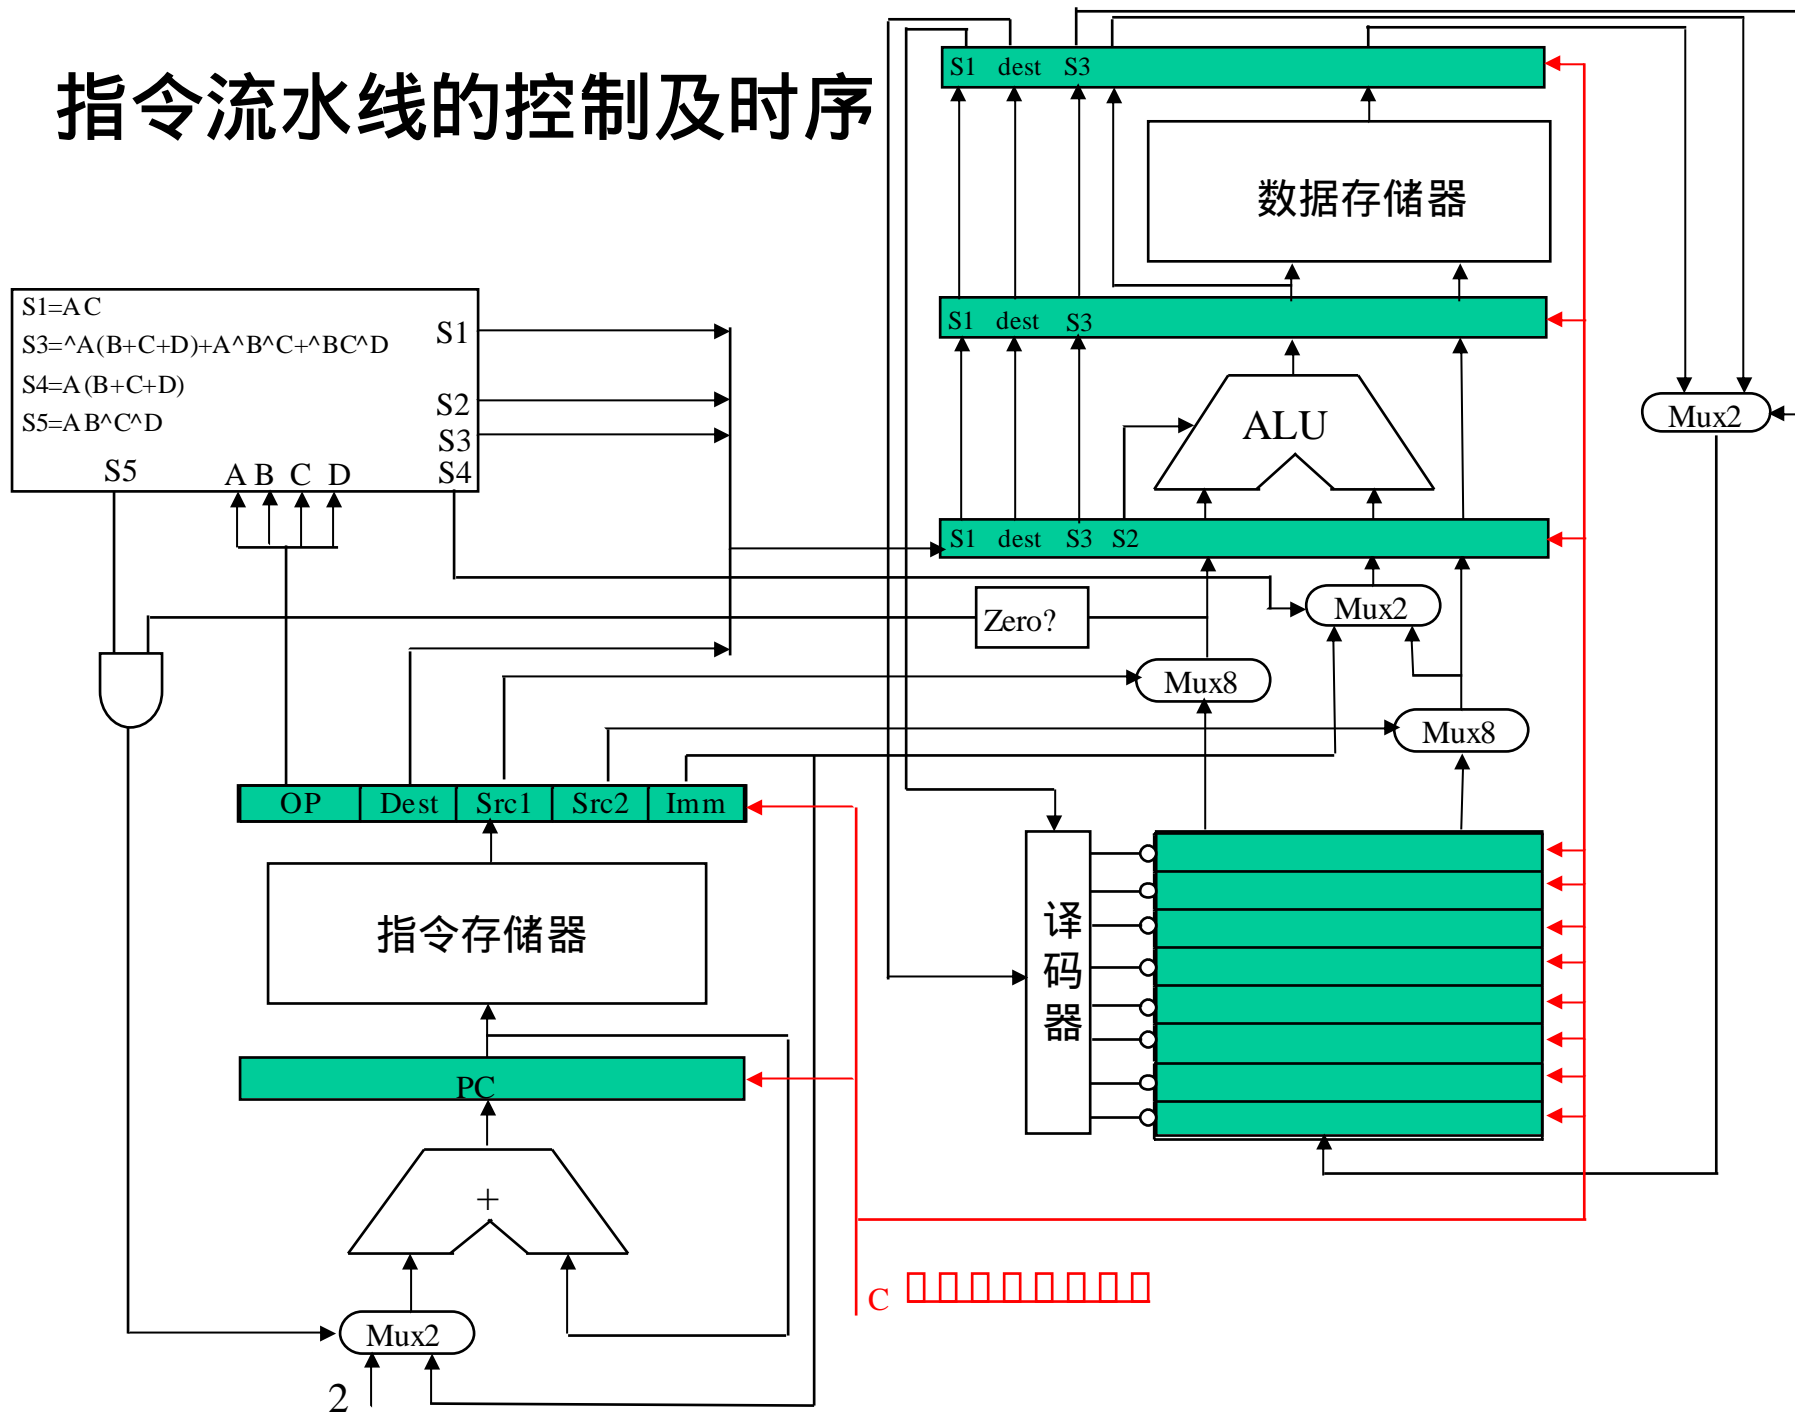 指令流水线的控制及时序
S1 dest S3
数据存储器
S1 dest S3
ALU
Mux2
S1 dest S3 S2
S1=AC
S3=^A(B+C+D)+A^B^C+^BC^D
S4=A(B+C+D)
S5=AB^C^D
S1
S2
S3
S4
S5
A B C D
Zero?
Mux2
Mux8
Mux8
OP Dest Src1 Src2 Imm
指令存储器
译码器
PC
+
Mux2
2
C